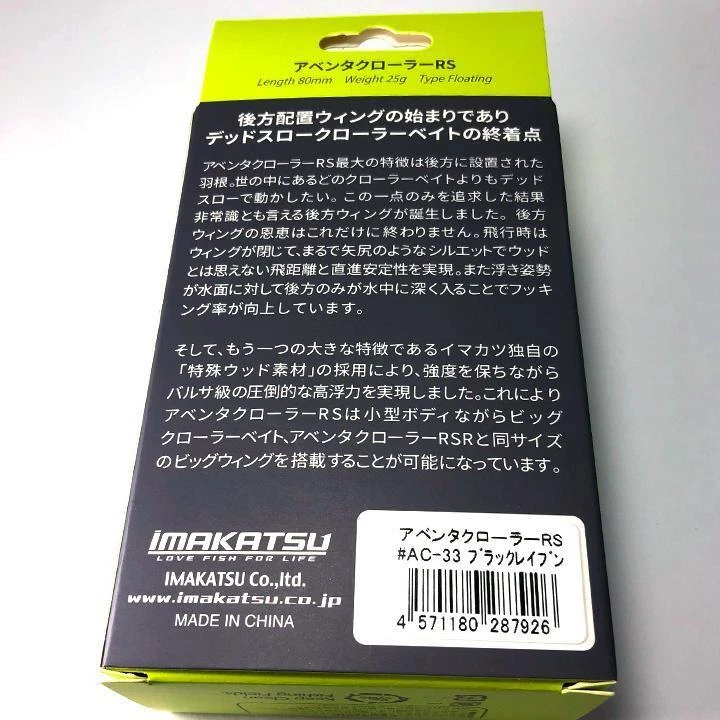 アベンタクローラーRS
Length 80mm Weight 25g Type Floating
後方配置ウィングの始まりであり
デッドスロークローラーベイトの終着点
アベンタクローラーRS最大の特徴は後方に設置された
羽根。世の中にあるどのクローラーベイトよりもデッド
スローで動かしたい。この一点のみを追求した結果
非常識とも言える後方ウィングが誕生しました。後方
ウィングの恩恵はこれだけに終わりません。飛行時は
ウィングが閉じて、まるで矢尻のようなシルエットでウッド
とは思えない飛距離と直進安定性を実現。また浮き姿勢
が水面に対して後方のみが水中に深く入ることでフッキ
ング率が向上しています。
そして、もう一つの大きな特徴であるイマカツ独自の
「特殊ウッド素材」の採用により、強度を保ちながら
バルサ級の圧倒的な高浮力を実現しました。これにより
アベンタクローラーRSは小型ボディながらビッグ
クローラーベイト、アベンタクローラーRSRと同サイズ
のビッグウィングを搭載することが可能になっています。
IMAKATSU
LOVE FISH FOR LIFE
IMAKATSU Co.,ltd.
www.imakatsu.co.jp
MADE IN CHINA
アベンタクローラーRS
#AC-33 ブラックレイブン
4 571180 287926
Keep Clean
Fishing Fields